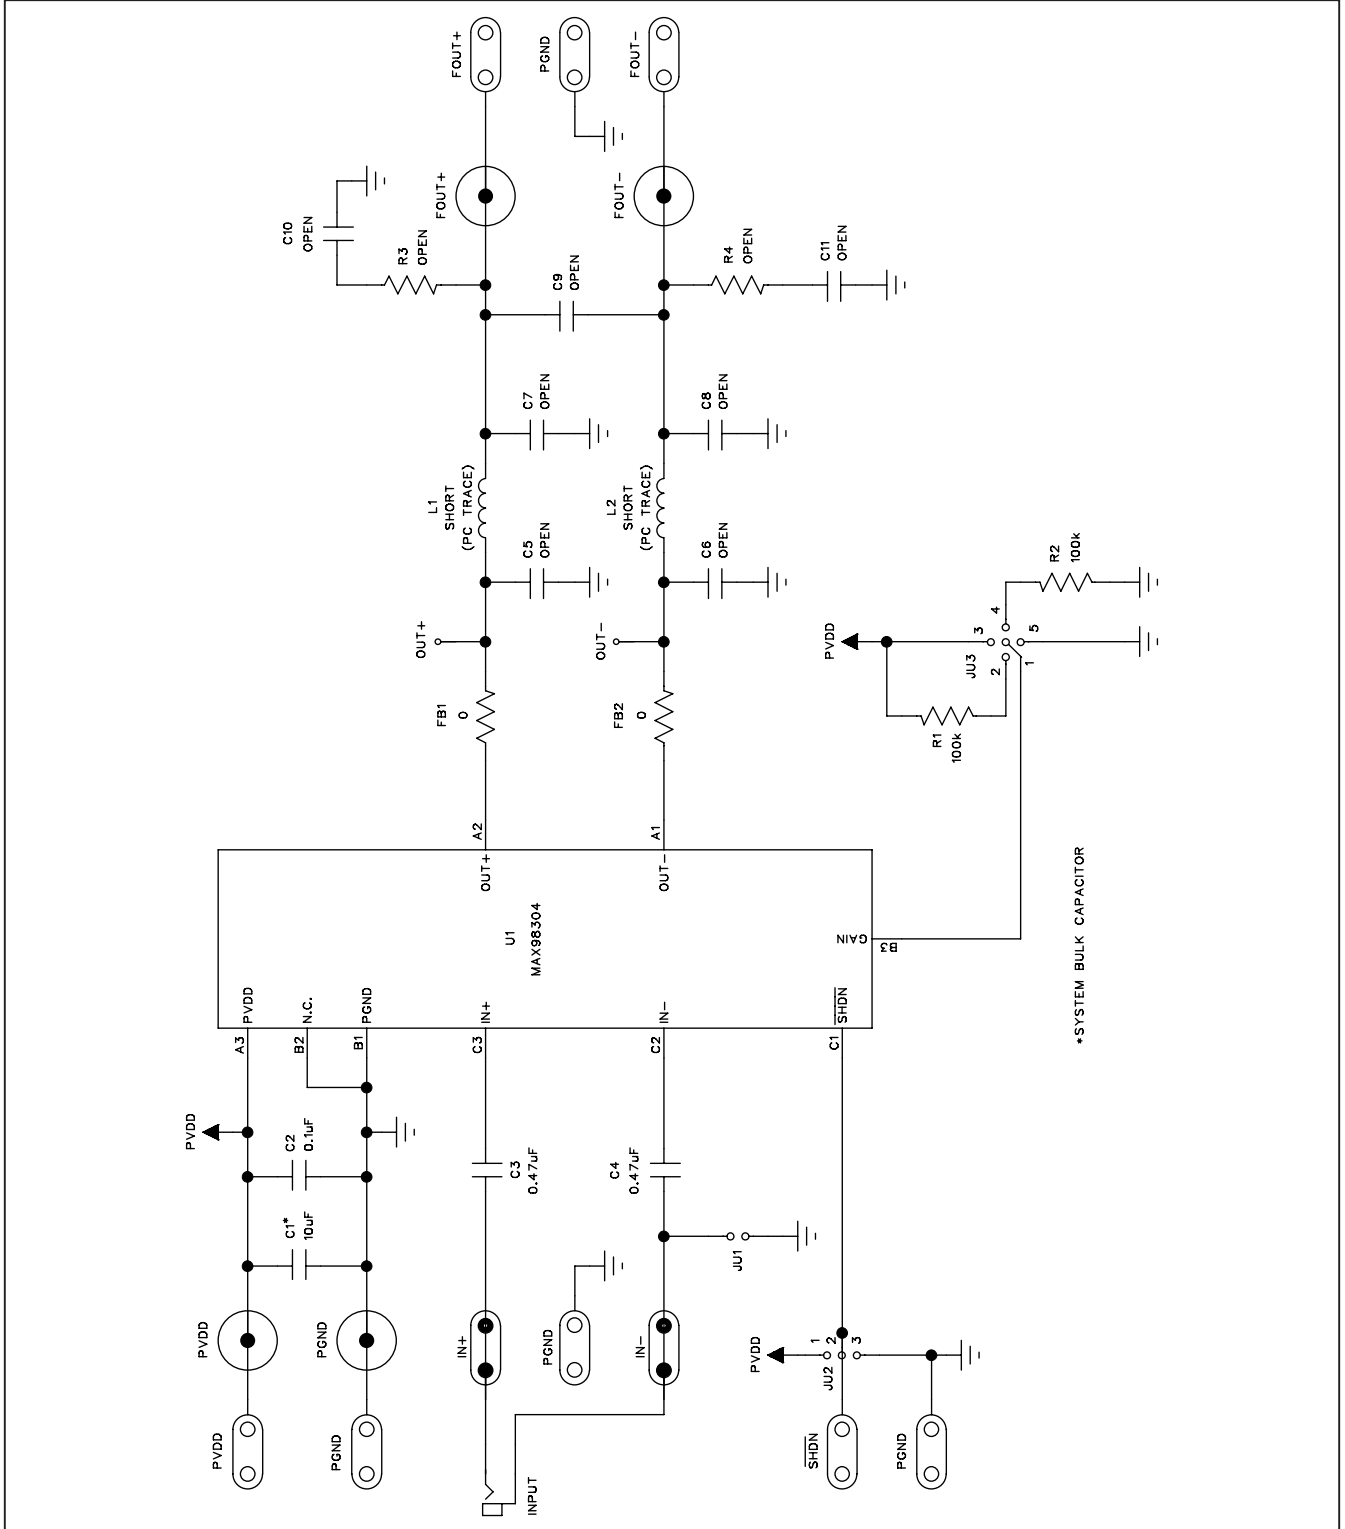 PVDD
PVDD
PVDD
A3
PVDD
C1*
10uF
C2
0.1uF
B2
N.C.
PGND
PGND
B1
PGND
INPUT
IN+
C3
0.47uF
C3
IN+
PGND
IN-
C4
0.47uF
C2
IN-
JU1
SHDN
PGND
PVDD
JU2
1
2
3
C1
SHDN
U1
MAX98304
OUT+
A2
OUT-
A1
GAIN
B3
FB1
0
OUT+
C5
OPEN
L1
SHORT
(PC TRACE)
C7
OPEN
C9
OPEN
R3
OPEN
C10
OPEN
FOUT+
FOUT+
PGND
FB2
0
OUT-
C6
OPEN
L2
SHORT
(PC TRACE)
C8
OPEN
R4
OPEN
C11
OPEN
FOUT-
FOUT-
PVDD
R1
100k
JU3
1
2
3
4
5
R2
100k
*SYSTEM BULK CAPACITOR